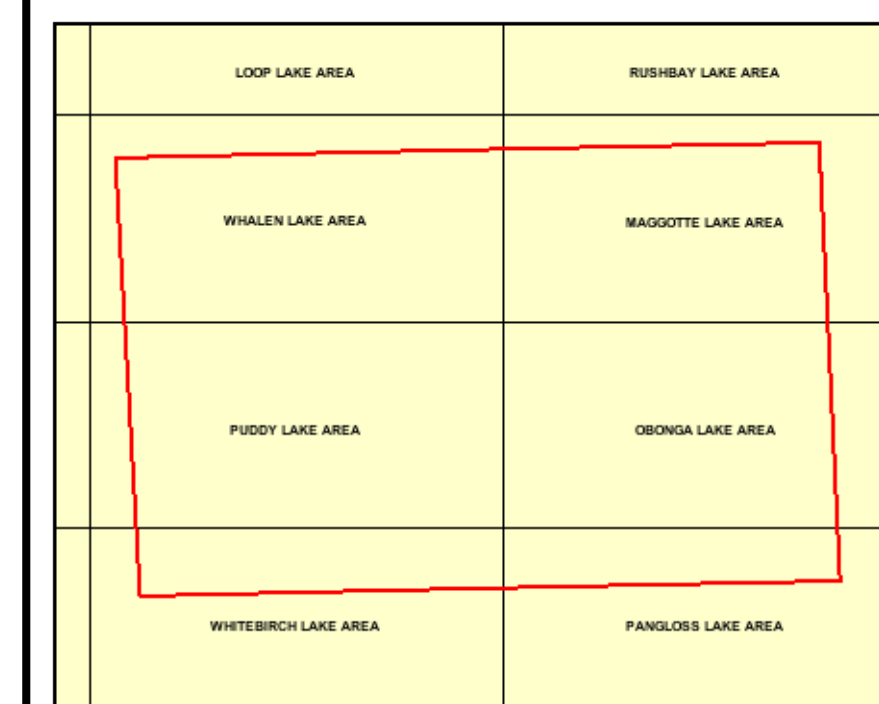 LOOP LAKE AREA
RUSHBAY LAKE AREA
WHALEN LAKE AREA
MAGGOTTE LAKE AREA
PUDDY LAKE AREA
OBONGA LAKE AREA
WHITEBIRCH LAKE AREA
PANGLOSS LAKE AREA